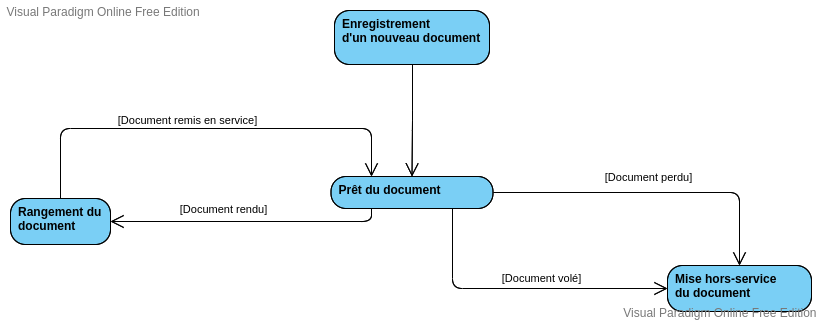 Visual Paradigm Online Free Edition
Enregistrement
d'un nouveau document
[Document remis en service]
Prêt du document
[Document perdu]
Rangement du
document
[Document rendu]
[Document volé]
Mise hors-service
du document
Visual Paradigm Online Free Edition